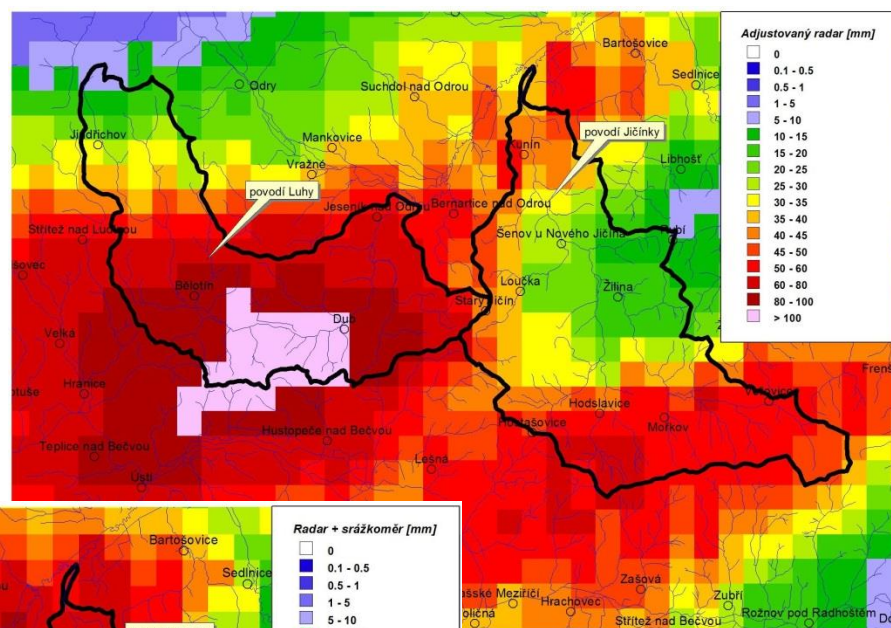 Bartošovice
Sedlnice
Odry
Suchdol nad Odrou
Jindřichov
Mankovice
Vražné
Kunín
povodí Jičínky
Libhošť
povodí Luhy
Jeseník nad Odrou
Bernartice nad Odrou
Střítež nad Ludinou
Šenov u Nového Jičína
Bělotín
Loučka
Starý Jičín
Žilina
Dub
Velká
Hranice
Hodslavice
Mořkov
Hostašovice
Hustopeče nad Bečvou
Teplice nad Bečvou
Lešná
Ústí
Zašová
Hrachovec
Zubří
Střítež nad Bečvou
Rožnov pod Radhoštěm
Adjustovaný radar [mm]
0
0.1 - 0.5
0.5 - 1
1 - 5
5 - 10
10 - 15
15 - 20
20 - 25
25 - 30
30 - 35
35 - 40
40 - 45
45 - 50
50 - 60
60 - 80
80 - 100
> 100
Radar + srážkoměr [mm]
0
0.1 - 0.5
0.5 - 1
1 - 5
5 - 10
Bartošovice
Sedlnice